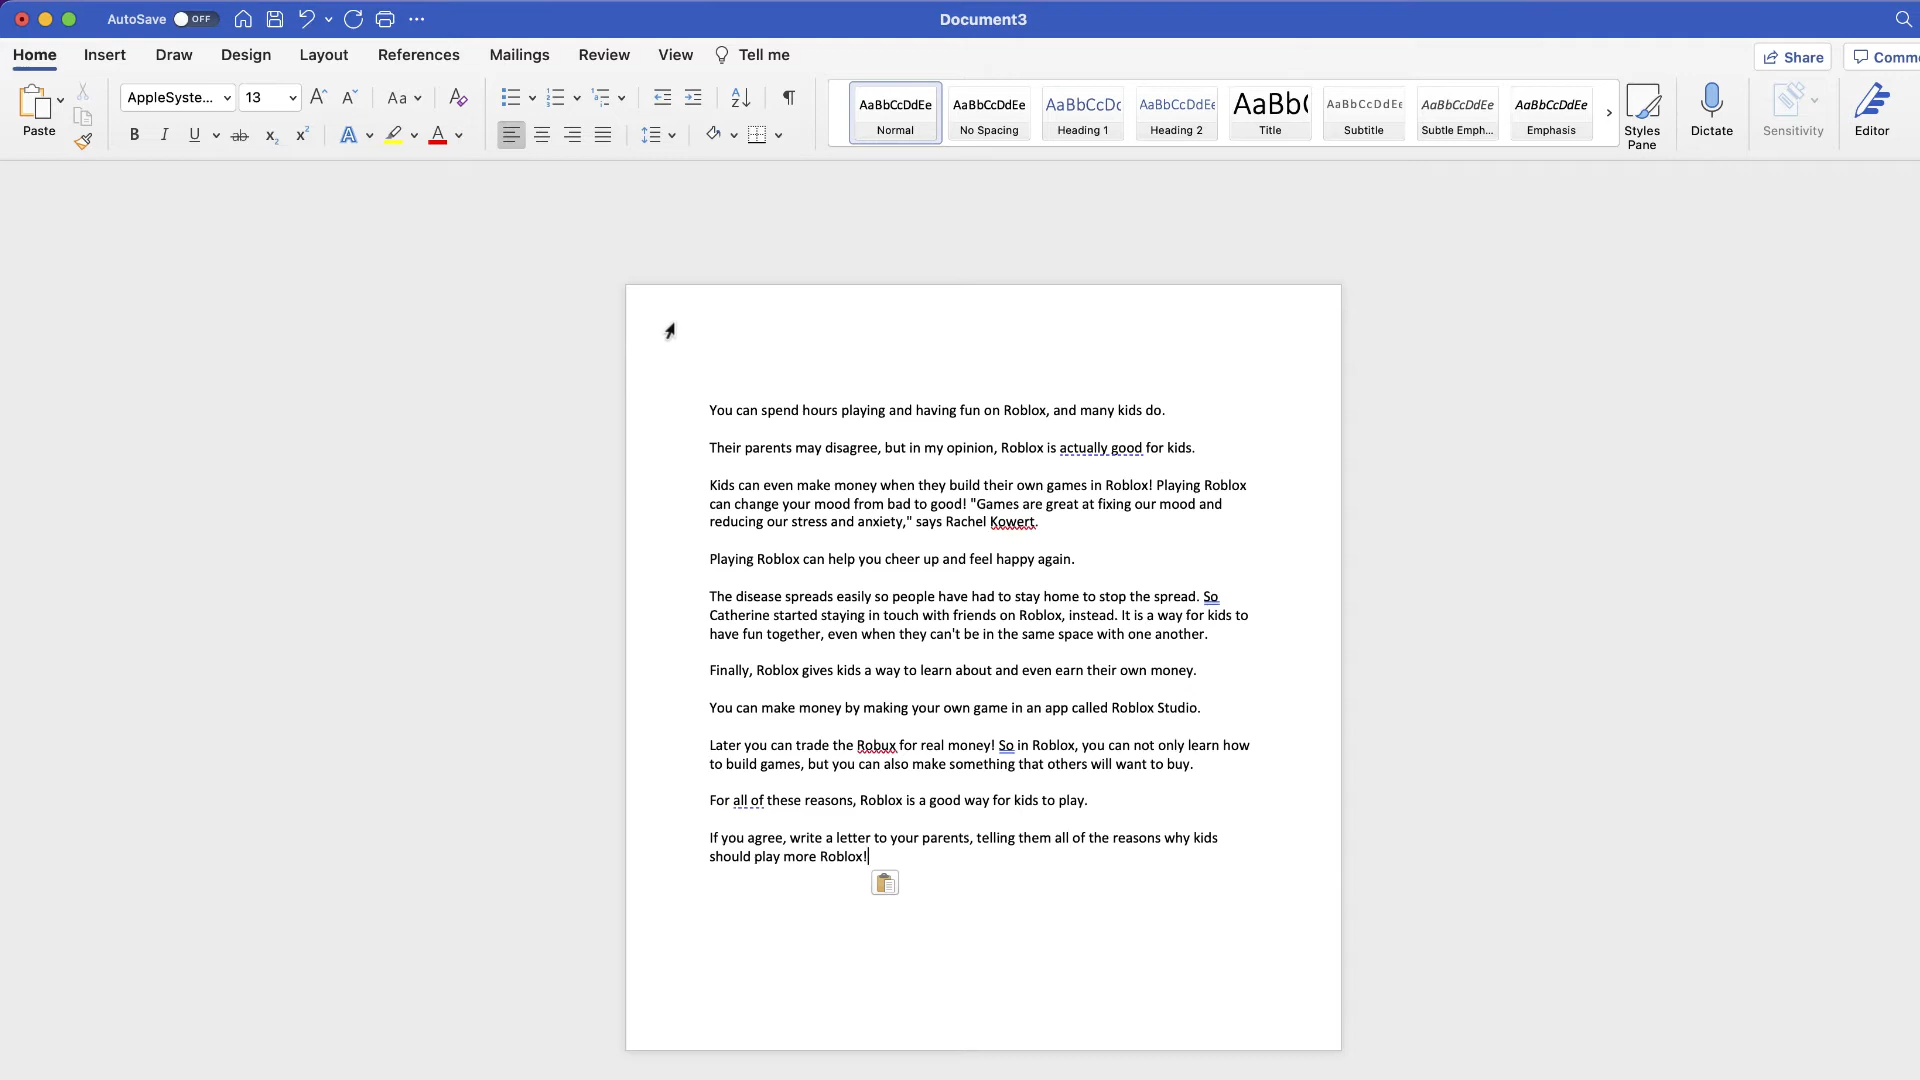 AutoSave OFF
Document3
Home Insert Draw Design Layout References Mailings Review View Tell me
Share
Comme
Paste
AppleSyste... 13
Aa
AaBbCcDdEe
Normal
AaBbCcDdEe
No Spacing
AaBbCcDc
Heading 1
AaBbCcDdEe
Heading 2
AaBb(
Title
AaBbCcDdEe
Subtitle
AaBbCcDdEe
Subtle Emph...
AaBbCcDdEe
Emphasis
Styles
Pane
Dictate
Sensitivity
Editor
You can spend hours playing and having fun on Roblox, and many kids do.
Their parents may disagree, but in my opinion, Roblox is actually good for kids.
Kids can even make money when they build their own games in Roblox! Playing Roblox
can change your mood from bad to good! "Games are great at fixing our mood and
reducing our stress and anxiety," says Rachel Kowert.
Playing Roblox can help you cheer up and feel happy again.
The disease spreads easily so people have had to stay home to stop the spread. So
Catherine started staying in touch with friends on Roblox, instead. It is a way for kids to
have fun together, even when they can't be in the same space with one another.
Finally, Roblox gives kids a way to learn about and even earn their own money.
You can make money by making your own game in an app called Roblox Studio.
Later you can trade the Robux for real money! So in Roblox, you can not only learn how
to build games, but you can also make something that others will want to buy.
For all of these reasons, Roblox is a good way for kids to play.
If you agree, write a letter to your parents, telling them all of the reasons why kids
should play more Roblox!